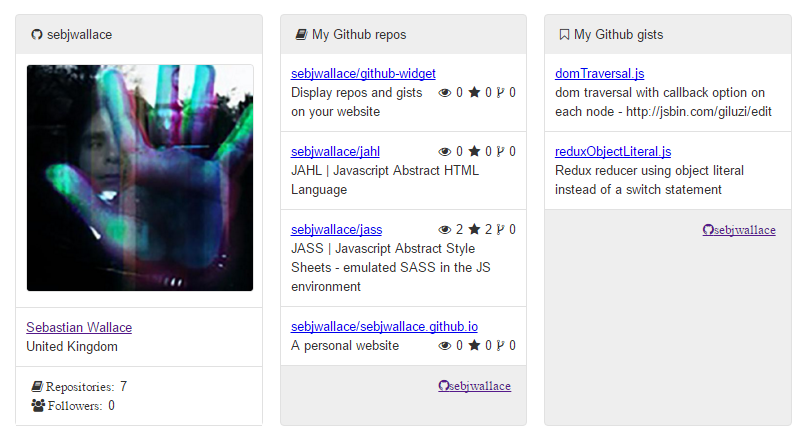 sebjwallace
Sebastian Wallace
United Kingdom
Repositories: 7
Followers: 0
My Github repos
sebjwallace/github-widget
Display repos and gists 0 0 0
on your website
sebjwallace/jahl 0 0 0
JAHL | Javascript Abstract HTML
Language
sebjwallace/jass 2 2 0
JASS | Javascript Abstract Style
Sheets - emulated SASS in the JS
environment
sebjwallace/sebjwallace.github.io
A personal website 0 0 0
sebjwallace
My Github gists
domTraversal.js
dom traversal with callback option on
each node - http://jsbin.com/giluzi/edit
reduxObjectLiteral.js
Redux reducer using object literal
instead of a switch statement
sebjwallace